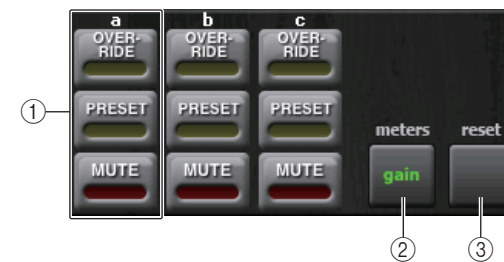 a b c
OVER-RIDE OVER-RIDE OVER-RIDE
PRESET PRESET PRESET
MUTE MUTE MUTE
meters reset
gain
1
2 3